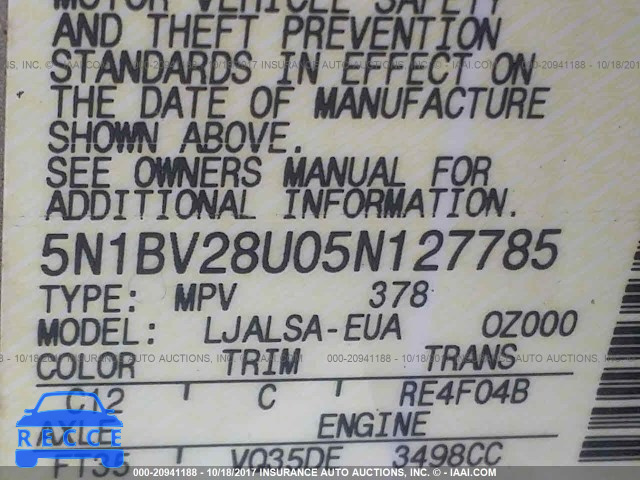 MOTOR VEHICLE SAFETY
AND THEFT PREVENTION
STANDARDS IN EFFECT ON
THE DATE OF MANUFACTURE
SHOWN ABOVE.
SEE OWNERS MANUAL FOR
ADDITIONAL INFORMATION.
5N1BV28U05N127785
TYPE: MPV 378
MODEL: LJALSA-EUA 0Z000
COLOR TRIM TRANS
C12 C RE4F04B
AXLE ENGINE
FT35 VQ35DE 3498CC
000-20941188 - 10/18/2017 INSURANCE AUTO AUCTIONS, INC. - © - IAAI.COM